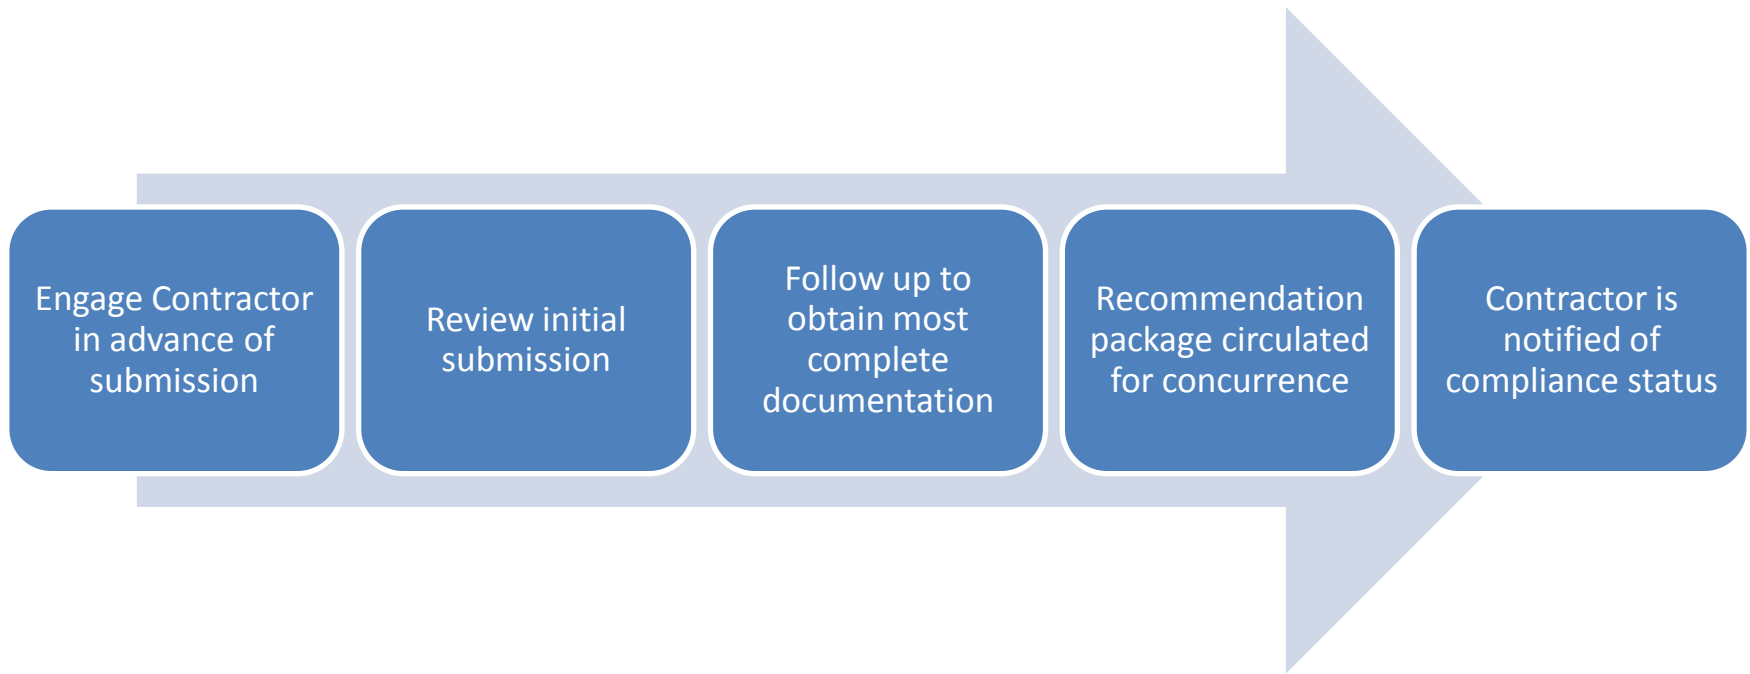 Engage Contractor
in advance of
submission
Review initial
submission
Follow up to
obtain most
complete
documentation
Recommendation
package circulated
for concurrence
Contractor is
notified of
compliance status